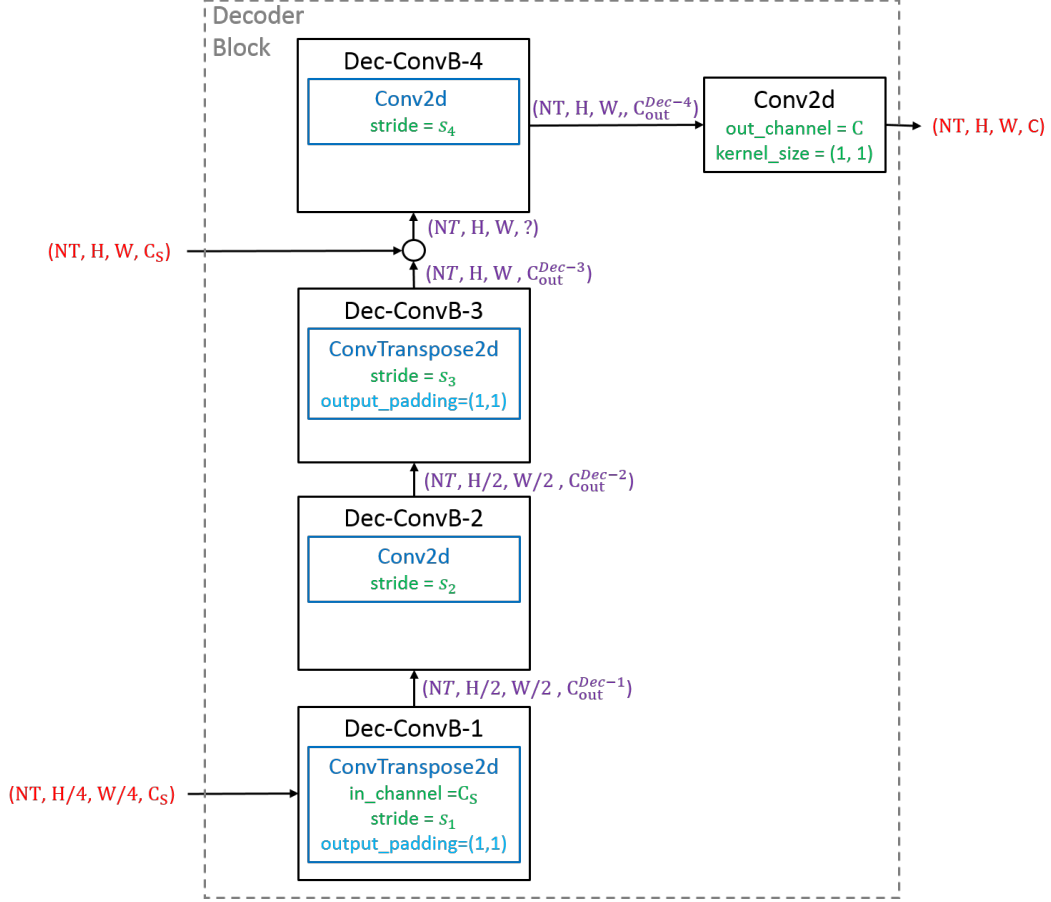 Decoder
Block
Dec-ConvB-4
Conv2d
stride = s₄
(NT, H, W,, C_out^{Dec−4})
Conv2d
out_channel = C
kernel_size = (1, 1)
(NT, H, W, C)
(NT, H, W, ?)
(NT, H, W, C_S)
(NT, H, W , C_out^{Dec−3})
Dec-ConvB-3
ConvTranspose2d
stride = s₃
output_padding=(1,1)
(NT, H/2, W/2 , C_out^{Dec−2})
Dec-ConvB-2
Conv2d
stride = s₂
(NT, H/2, W/2 , C_out^{Dec−1})
Dec-ConvB-1
ConvTranspose2d
in_channel =C_S
stride = s₁
output_padding=(1,1)
(NT, H/4, W/4, C_S)